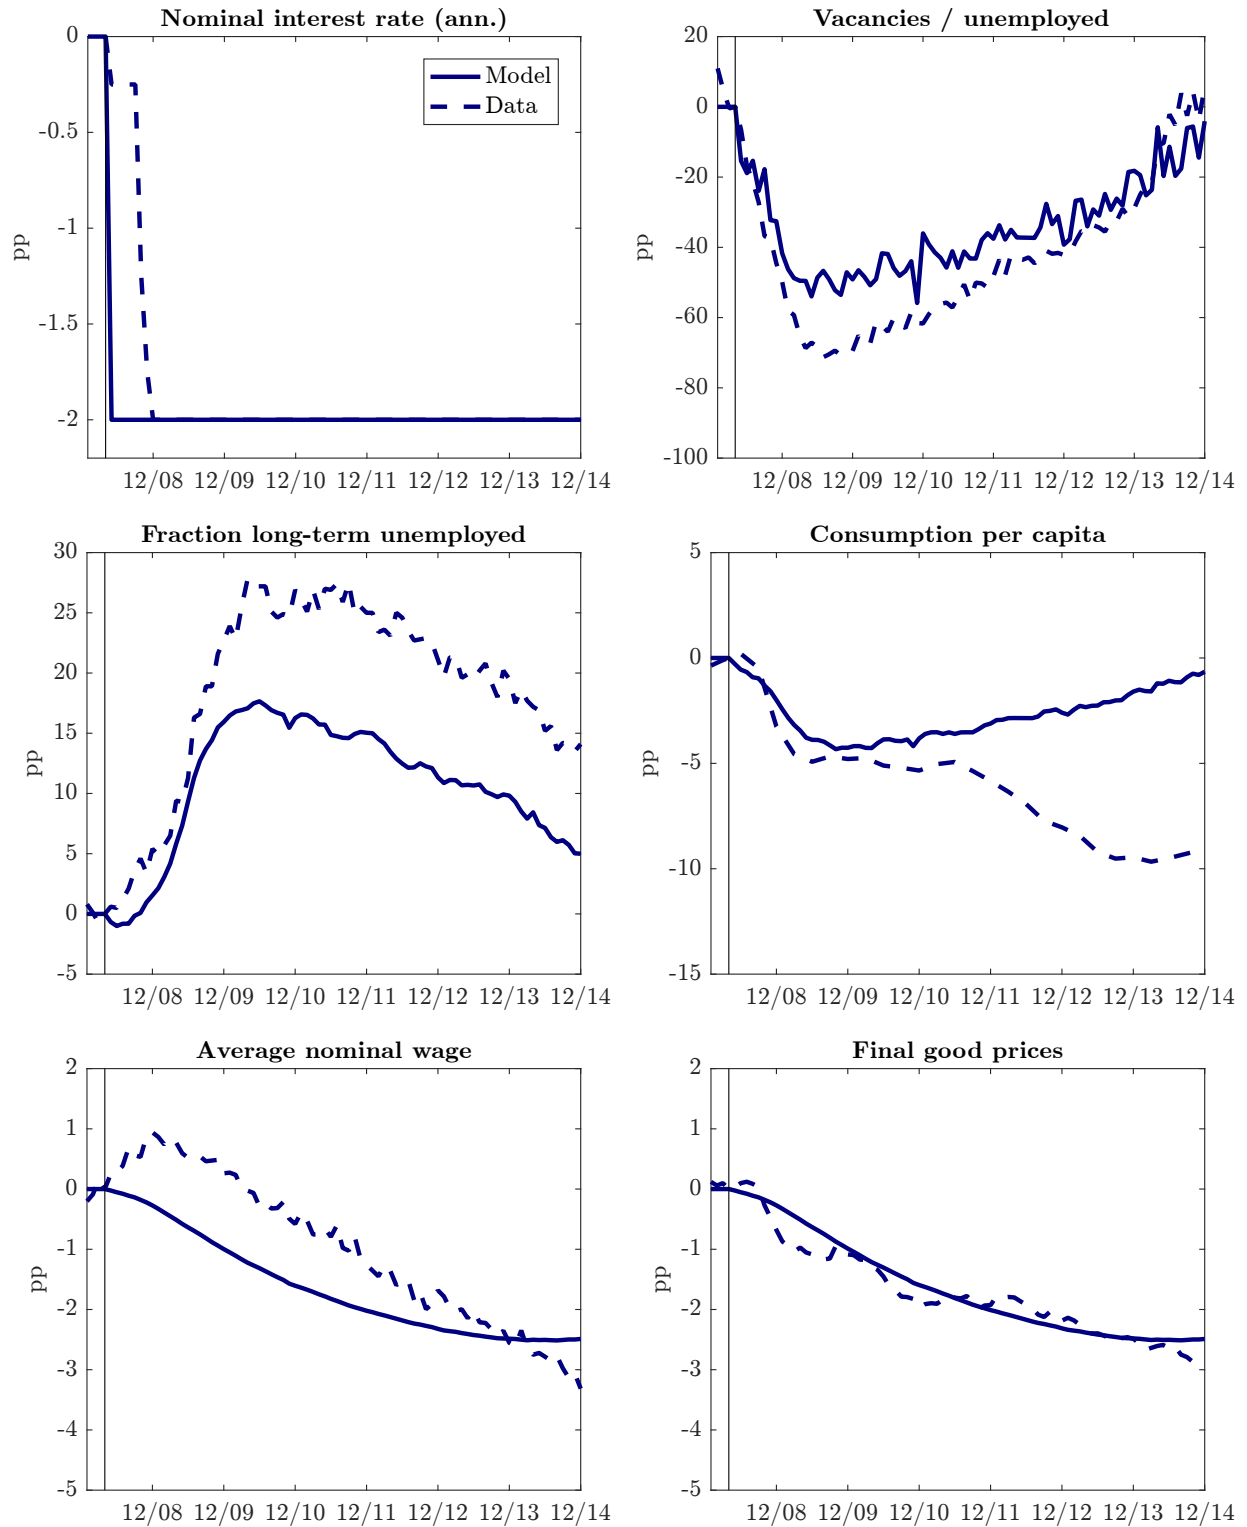 Nominal interest rate (ann.)
0
-0.5
-1
-1.5
-2
pp
Model
Data
12/08 12/09 12/10 12/11 12/12 12/13 12/14
Vacancies / unemployed
20
0
-20
-40
-60
-80
-100
pp
12/08 12/09 12/10 12/11 12/12 12/13 12/14
Fraction long-term unemployed
30
25
20
15
10
5
0
-5
pp
12/08 12/09 12/10 12/11 12/12 12/13 12/14
Consumption per capita
5
0
-5
-10
-15
pp
12/08 12/09 12/10 12/11 12/12 12/13 12/14
Average nominal wage
2
1
0
-1
-2
-3
-4
-5
pp
12/08 12/09 12/10 12/11 12/12 12/13 12/14
Final good prices
2
1
0
-1
-2
-3
-4
-5
pp
12/08 12/09 12/10 12/11 12/12 12/13 12/14